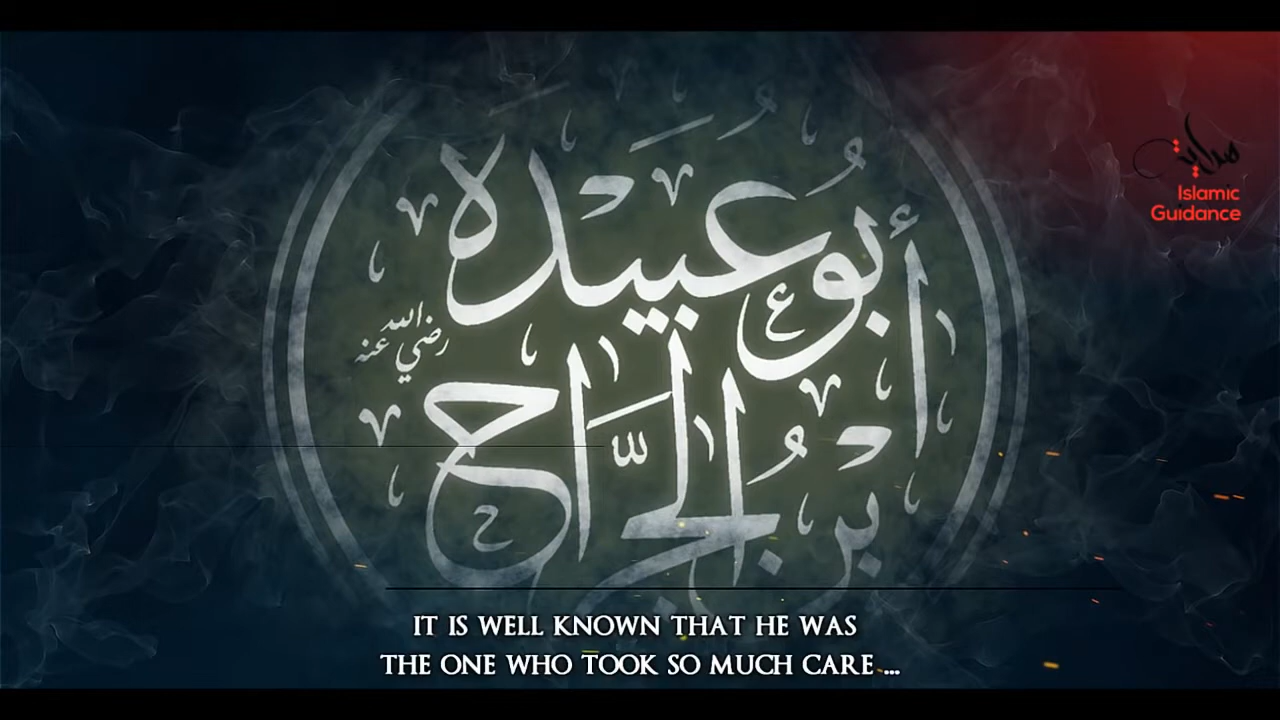 أبو عبيده
ابن الجراح
رضي الله عنه
هداية
Islamic
Guidance
IT IS WELL KNOWN THAT HE WAS
THE ONE WHO TOOK SO MUCH CARE ...